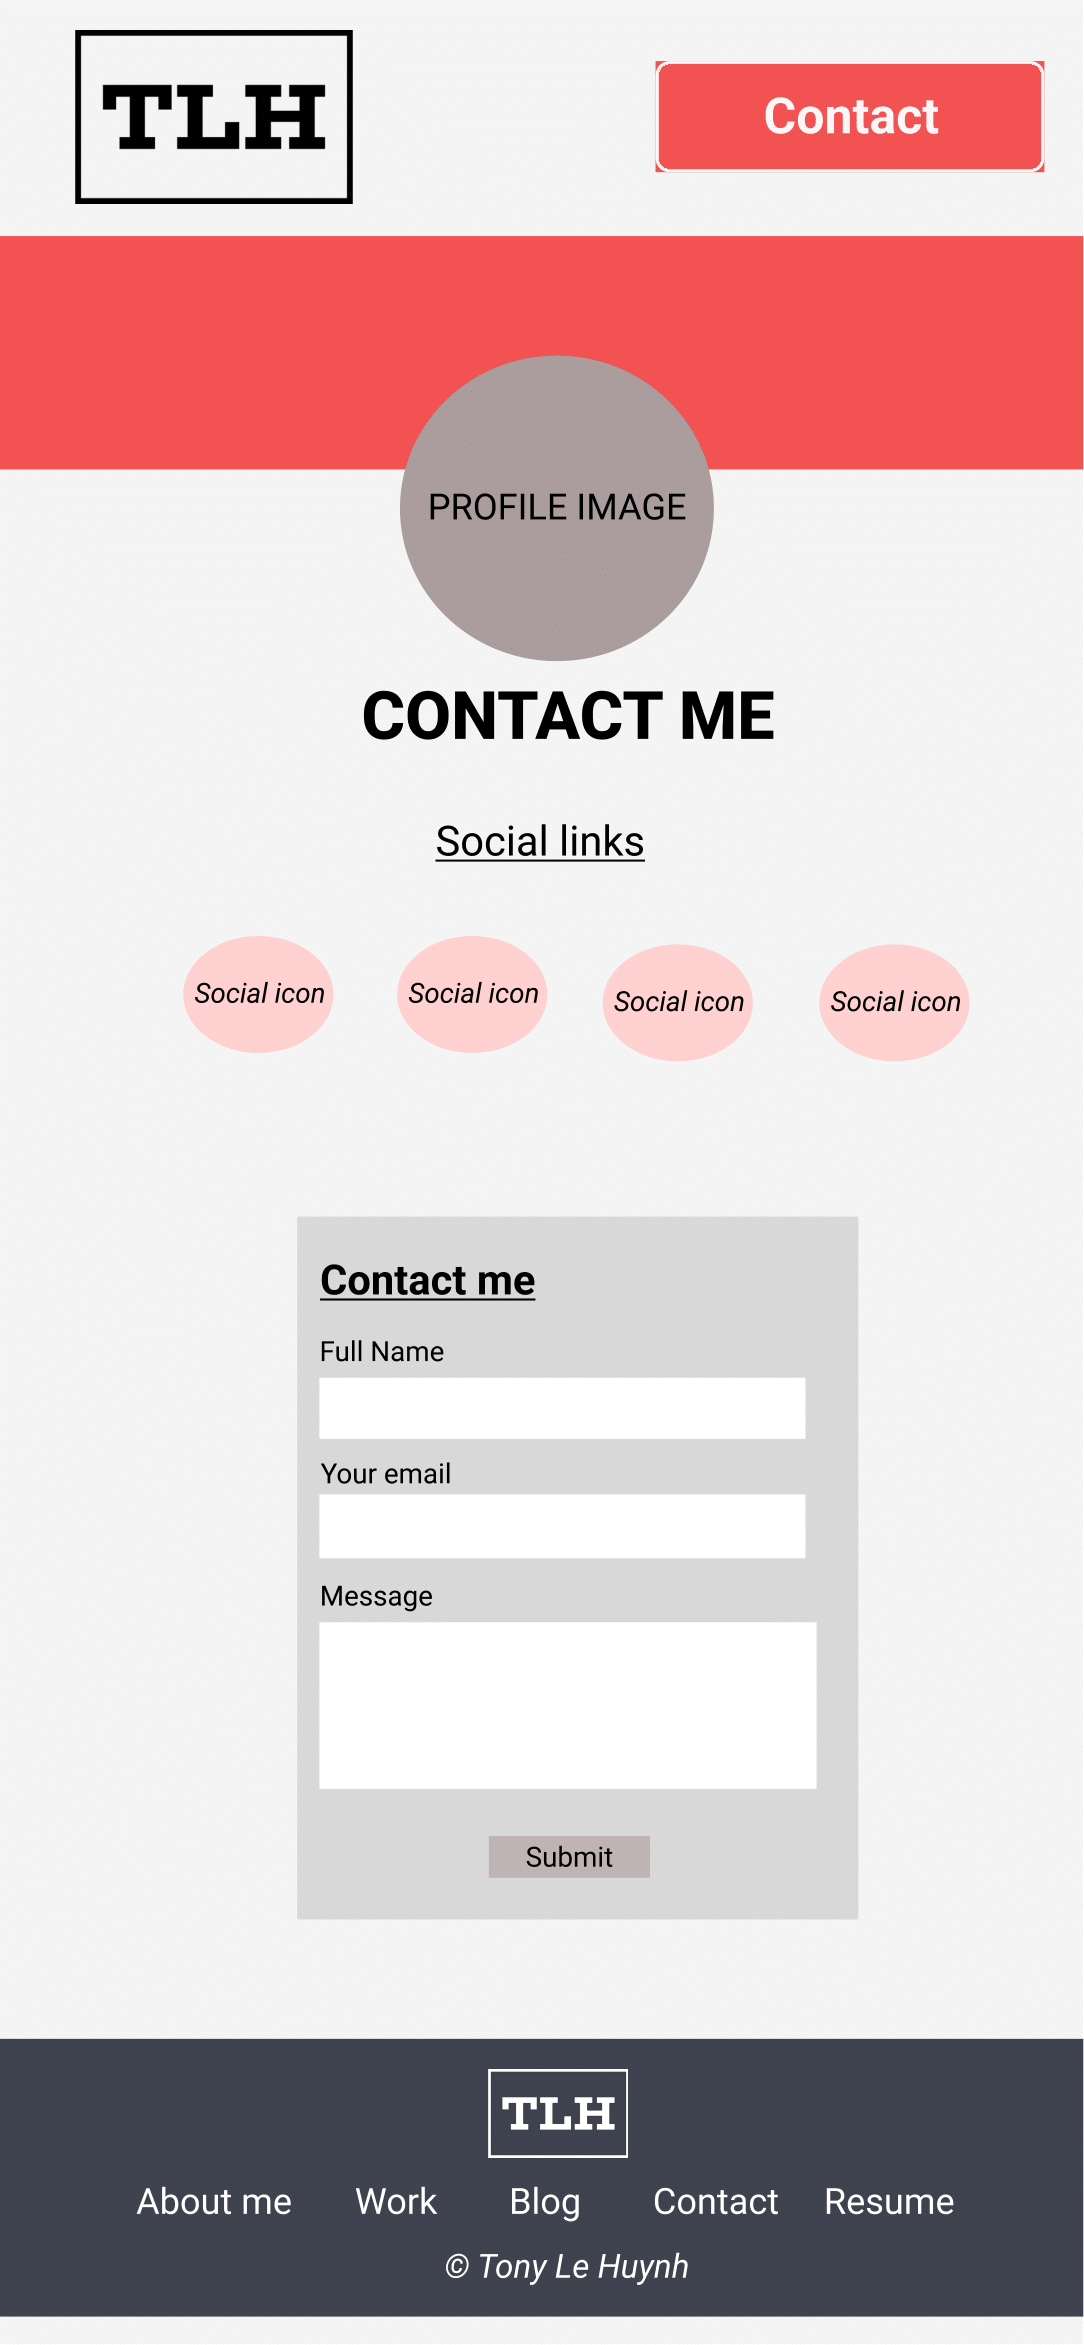 TLH
Contact
PROFILE IMAGE
CONTACT ME
Social links
Social icon Social icon Social icon Social icon
Contact me
Full Name
Your email
Message
Submit
TLH
About me Work Blog Contact Resume
© Tony Le Huynh